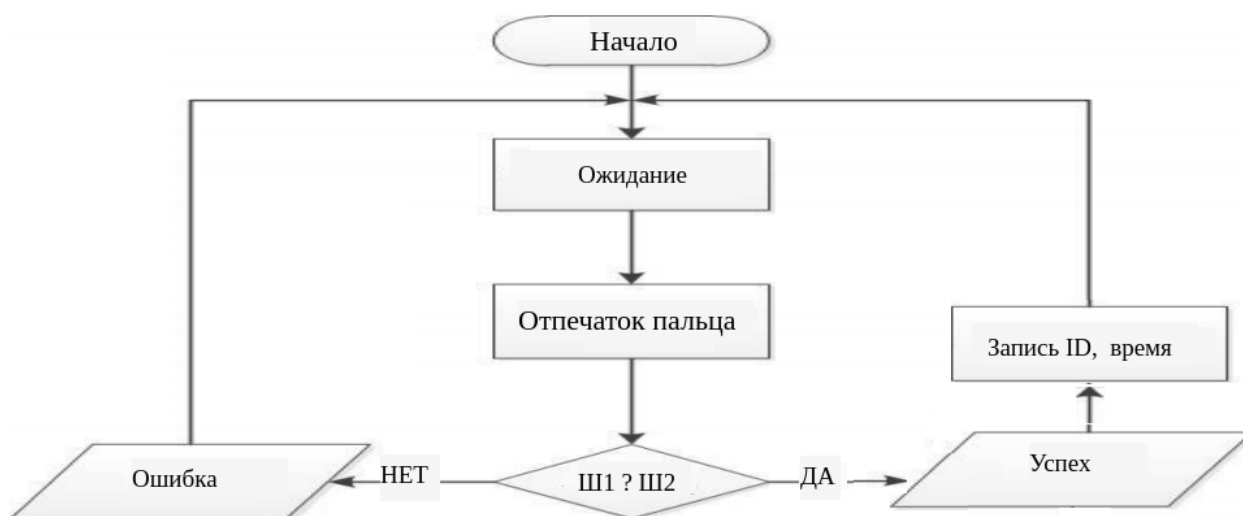 Начало
Ожидание
Отпечаток пальца
Запись ID, время
Ошибка
НЕТ
Ш1 ? Ш2
ДА
Успех